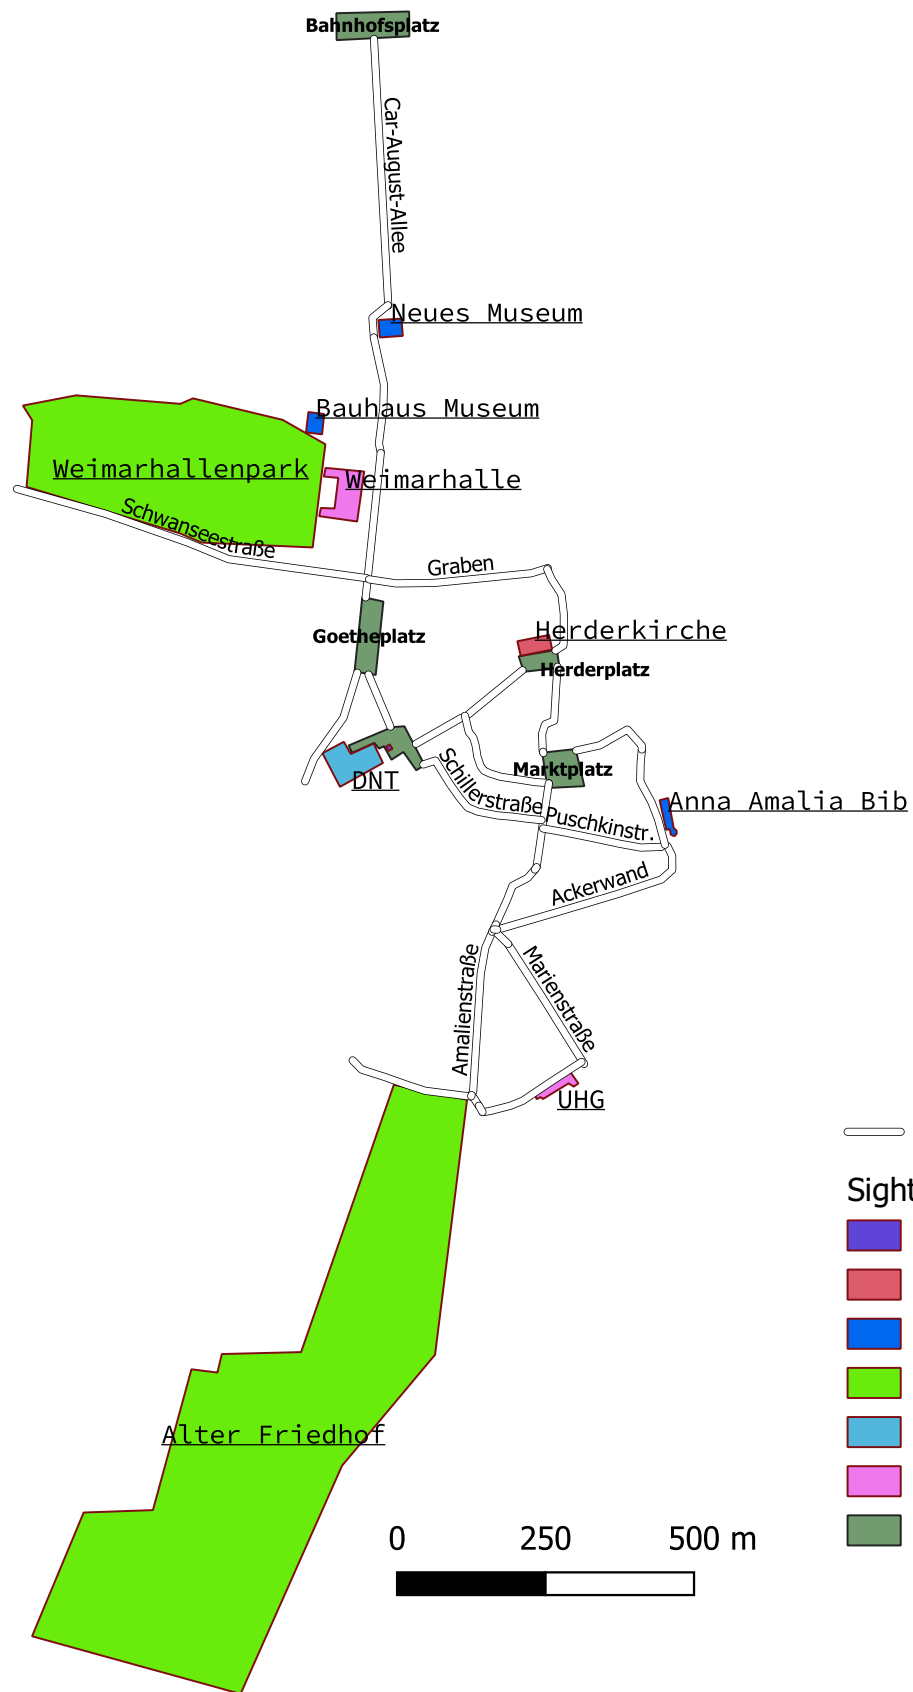 Bahnhofsplatz
Car-August-Allee
Neues Museum
Bauhaus Museum
Weimarhallenpark
Weimarhalle
Schwanseestraße
Graben
Goetheplatz
Herderkirche
Herderplatz
DNT
Schillerstraße
Marktplatz
Anna Amalia Bib
Puschkinstr.
Ackerwand
Amalienstraße
Marienstraße
UHG
Sight
Alter Friedhof
0 250 500 m